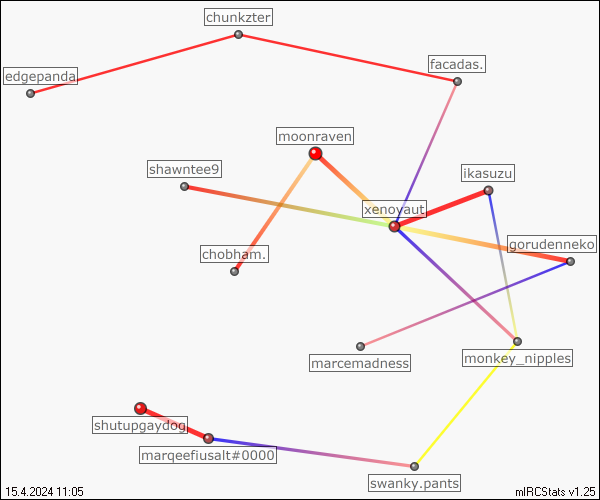 chunkzter
facadas.
edgepanda
moonraven
shawntee9
ikasuzu
xenoyaut
gorudenneko
chobham.
marcemadness
monkey_nipples
shutupgaydog
marqeefiusalt#0000
swanky.pants
15.4.2024 11:05
mIRCStats v1.25